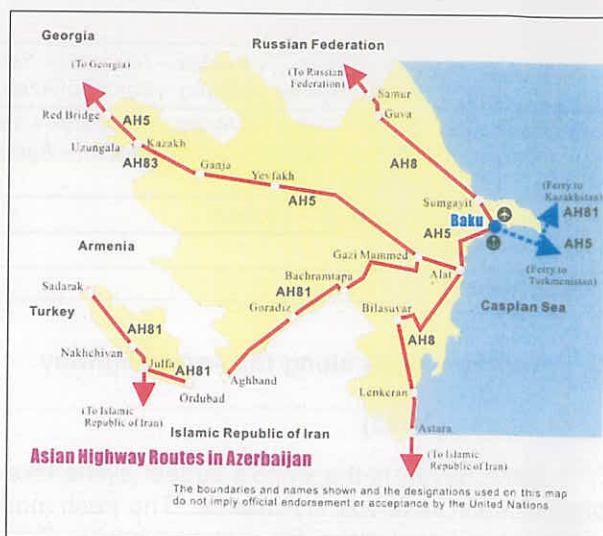 Georgia
Russian Federation
(To Georgia)
(To Russian
Federation)
Samur
Red Bridge
AH5
Guva
Uzungala
Kazakh
AH83
Ganja
Yevfakh
AH8
AH5
Sumgayit
(Ferry to
Kazakhstan)
Baku
AH81
AH5
AH5
Armenia
Gazi Mammed
Alat
(Ferry to
Turkmenistan)
Bachramtapa
Sadarak
AH81
Bilasuvar
Caspian Sea
Turkey
Goradiz
AH81
AH8
Nakhchivan
Julfa
AH81
Aghband
Lenkeran
Ordubad
(To Islamic
Republic of Iran)
Astara
Islamic Republic of Iran
(To Islamic
Republic of Iran)
Asian Highway Routes in Azerbaijan
The boundaries and names shown and the designations used on this map
do not imply official endorsement or acceptance by the United Nations